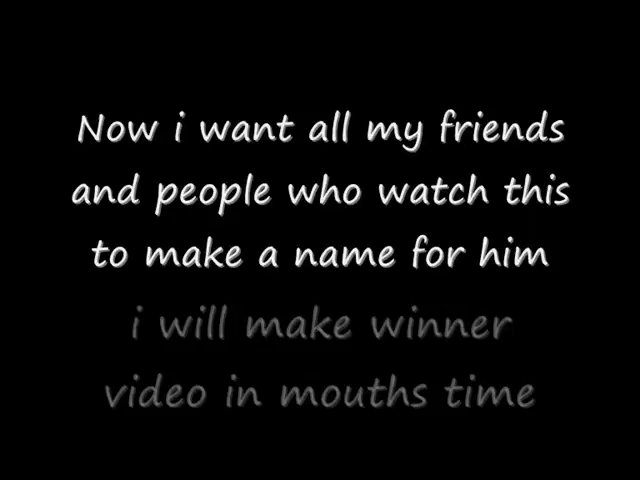 Now i want all my friends
and people who watch this
to make a name for him
i will make winner
video in mouths time